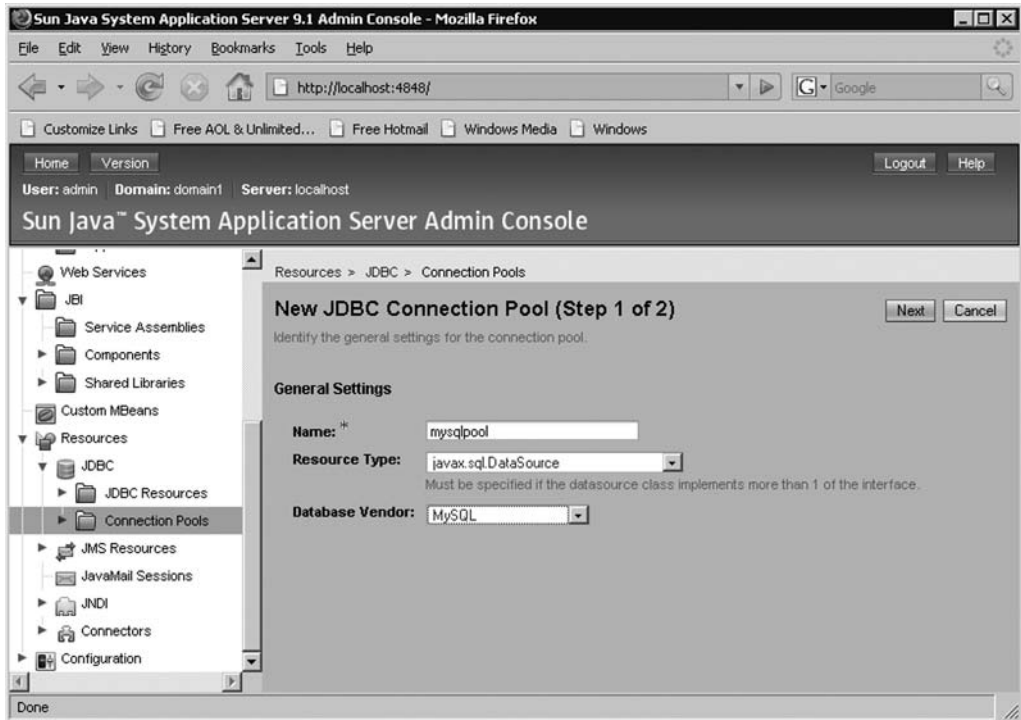 Sun Java System Application Server 9.1 Admin Console - Mozilla Firefox
File Edit View History Bookmarks Tools Help
http://localhost:4848/
G Google
Customize Links Free AOL & Unlimited... Free Hotmail Windows Media Windows
Home Version Logout Help
User: admin Domain: domain1 Server: localhost
Sun Java™ System Application Server Admin Console
Web Services
JBI
Service Assemblies
Components
Shared Libraries
Custom MBeans
Resources
JDBC
JDBC Resources
Connection Pools
JMS Resources
JavaMail Sessions
JNDI
Connectors
Configuration
Resources > JDBC > Connection Pools
New JDBC Connection Pool (Step 1 of 2)
Next Cancel
Identify the general settings for the connection pool.
General Settings
Name: * mysqlpool
Resource Type: javax.sql.DataSource
Must be specified if the datasource class implements more than 1 of the interface.
Database Vendor: MySQL
Done